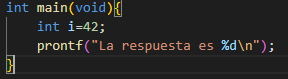 int main(void){
    int i=42;
    prontf("La respuesta es %d\n");
}